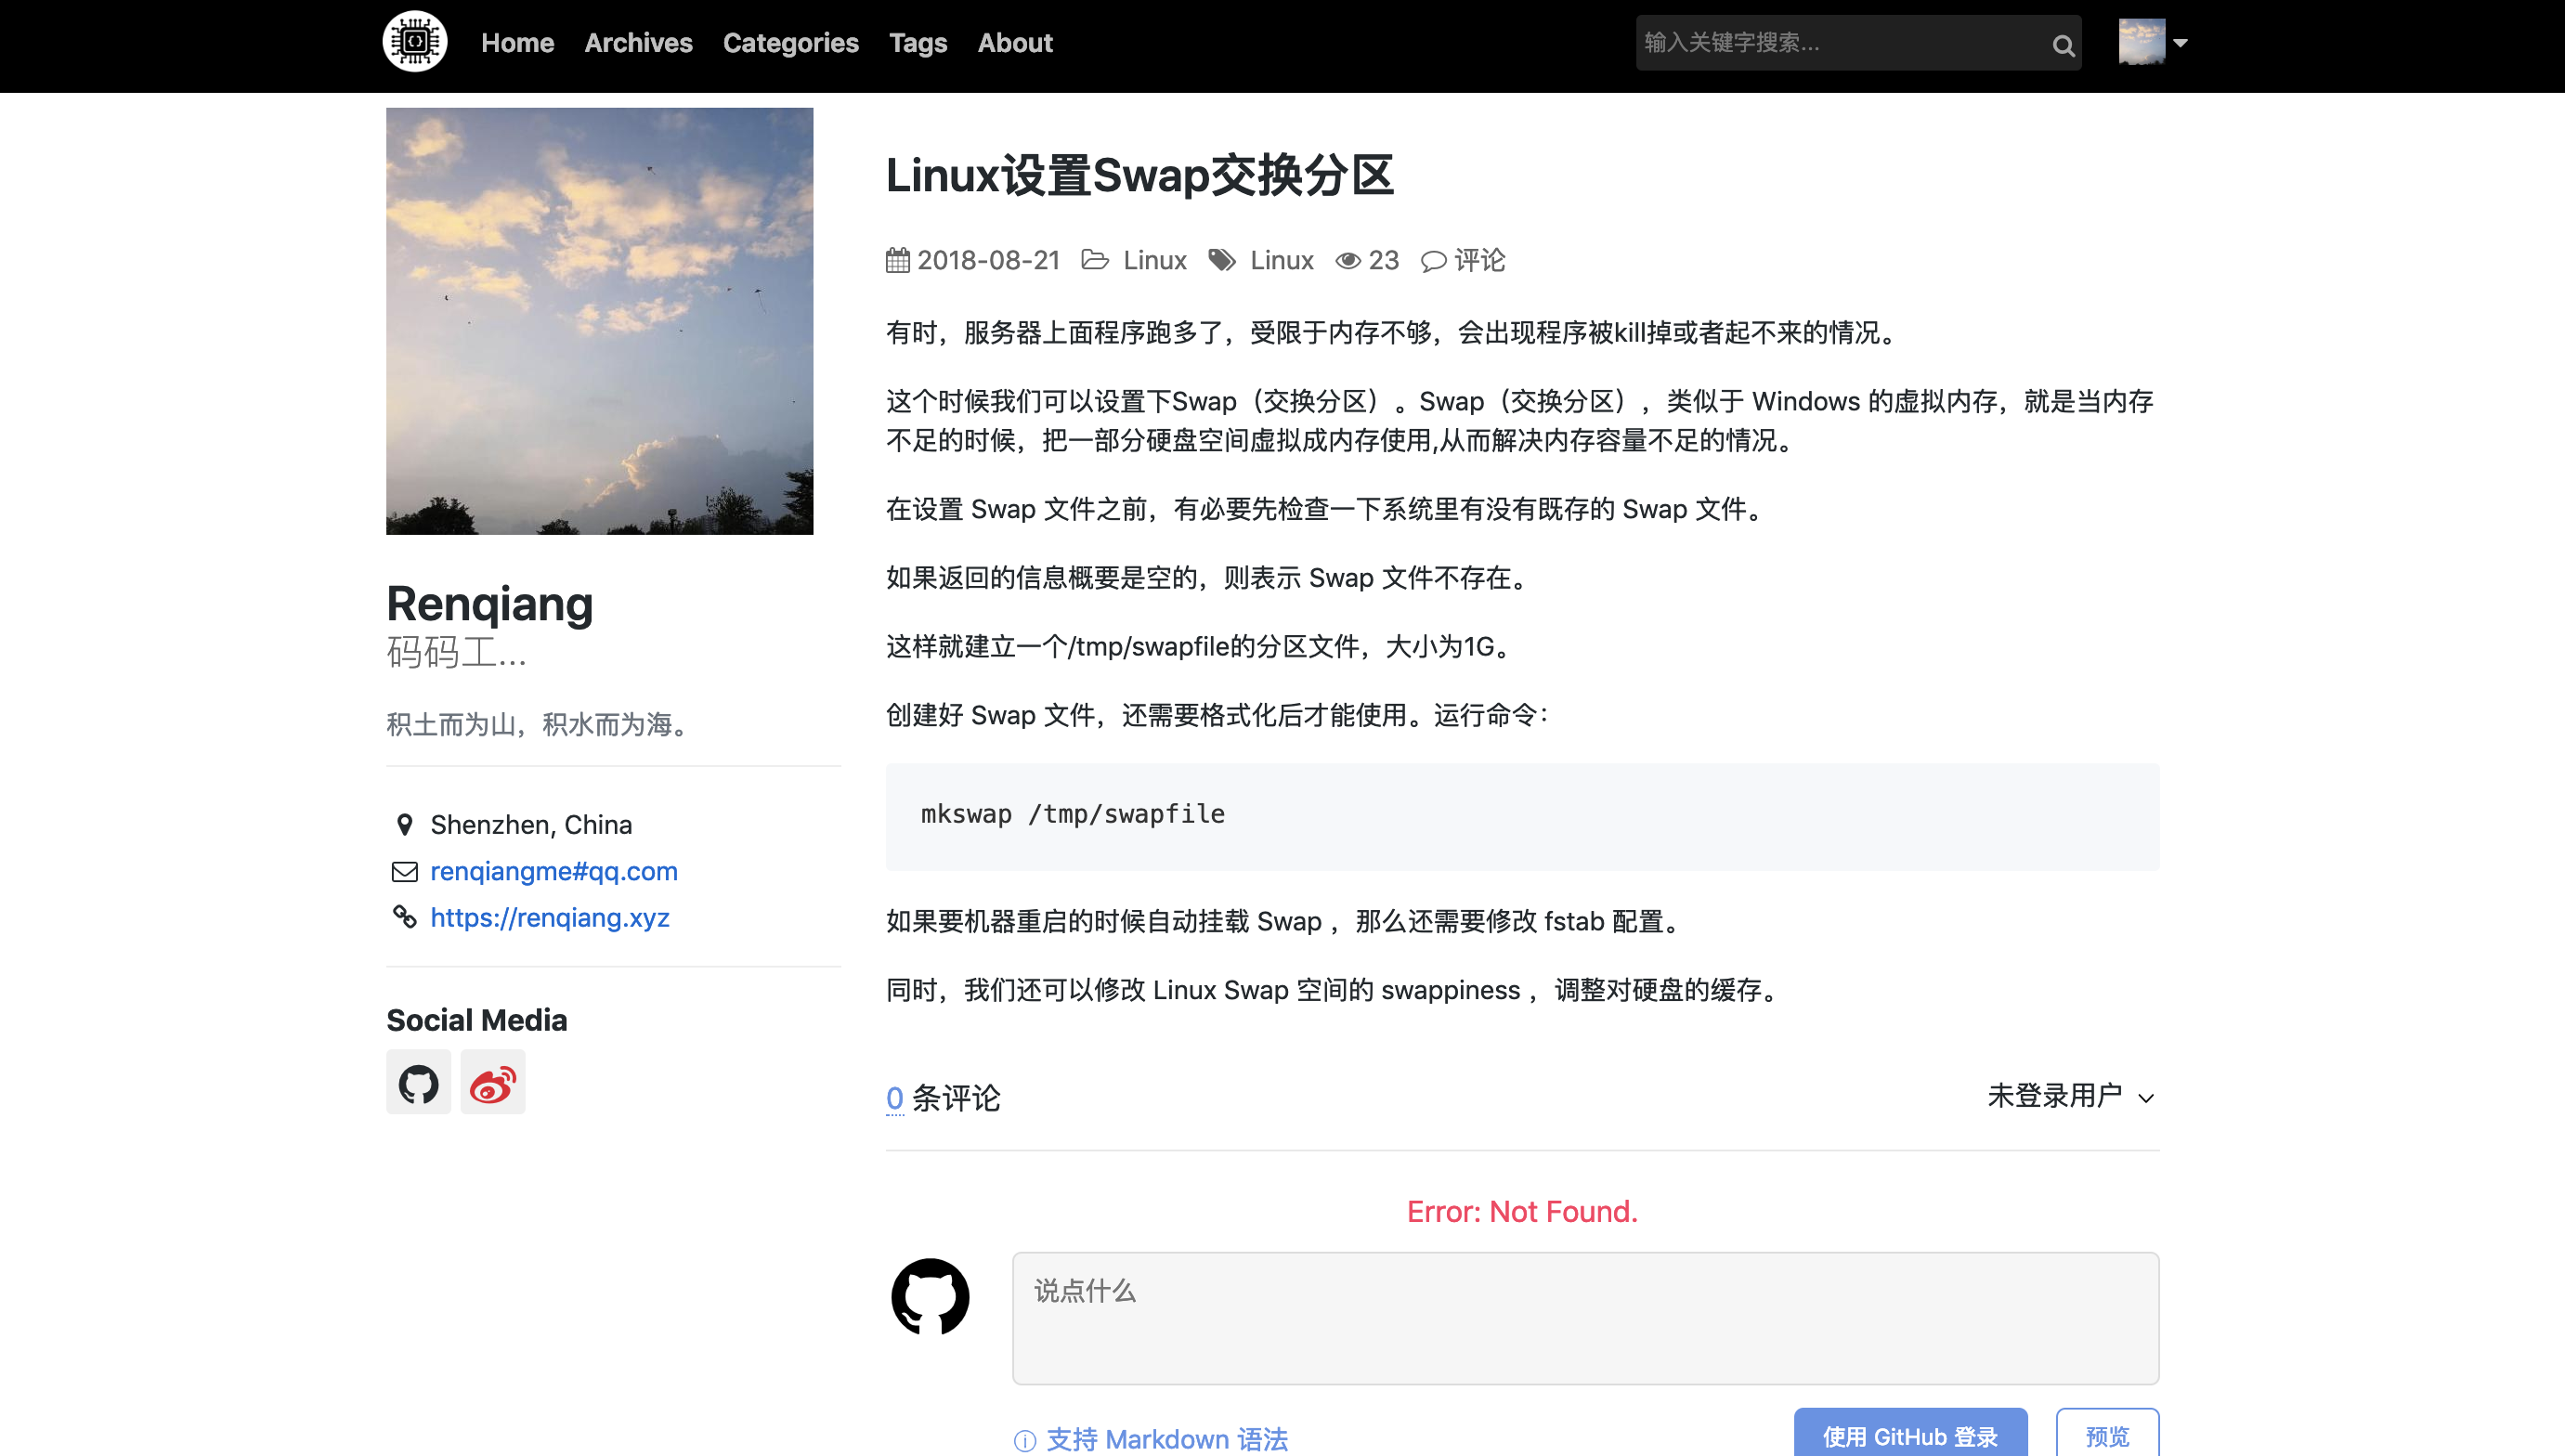 Home Archives Categories Tags About
输入关键字搜索...
Renqiang
码码工...
积土而为山，积水而为海。
Shenzhen, China
renqiangme#qq.com
https://renqiang.xyz
Social Media
Linux设置Swap交换分区
2018-08-21 Linux Linux 23 评论
有时，服务器上面程序跑多了，受限于内存不够，会出现程序被kill掉或者起不来的情况。
这个时候我们可以设置下Swap（交换分区）。Swap（交换分区），类似于 Windows 的虚拟内存，就是当内存
不足的时候，把一部分硬盘空间虚拟成内存使用,从而解决内存容量不足的情况。
在设置 Swap 文件之前，有必要先检查一下系统里有没有既存的 Swap 文件。
如果返回的信息概要是空的，则表示 Swap 文件不存在。
这样就建立一个/tmp/swapfile的分区文件，大小为1G。
创建好 Swap 文件，还需要格式化后才能使用。运行命令：
mkswap /tmp/swapfile
如果要机器重启的时候自动挂载 Swap ，那么还需要修改 fstab 配置。
同时，我们还可以修改 Linux Swap 空间的 swappiness ，调整对硬盘的缓存。
0 条评论
未登录用户
Error: Not Found.
说点什么
支持 Markdown 语法
使用 GitHub 登录
预览